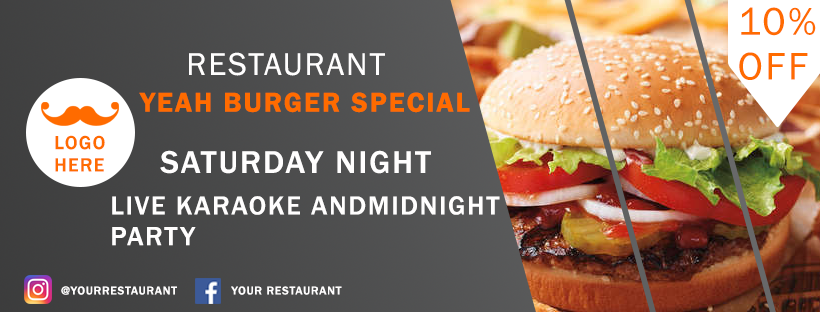 RESTAURANT
YEAH BURGER SPECIAL
LOGO
HERE
SATURDAY NIGHT
LIVE KARAOKE ANDMIDNIGHT
PARTY
@YOURRESTAURANT
YOUR RESTAURANT
10%
OFF